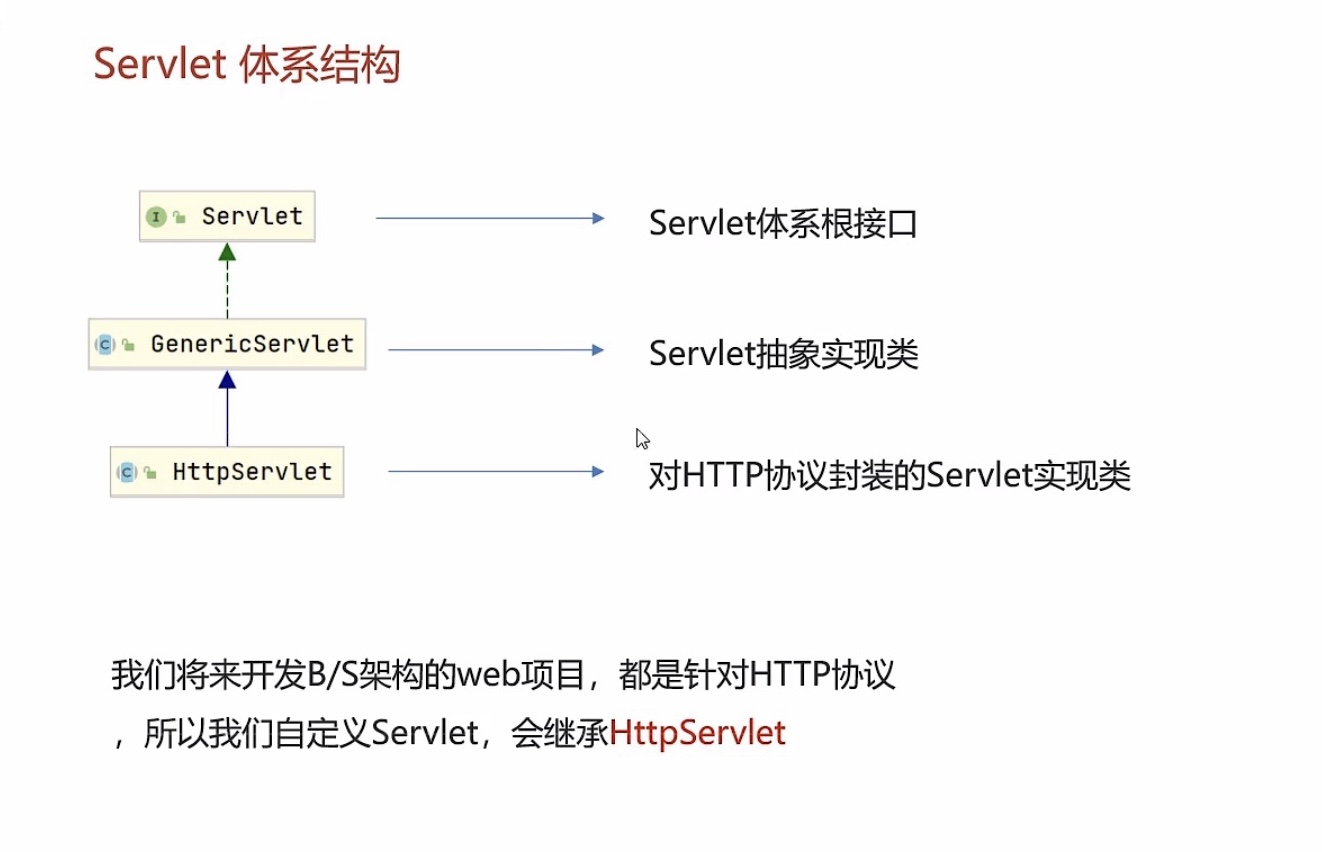 Servlet 体系结构
Servlet
Servlet体系根接口
GenericServlet
Servlet抽象实现类
HttpServlet
对HTTP协议封装的Servlet实现类
我们将来开发B/S架构的web项目，都是针对HTTP协议
，所以我们自定义Servlet，会继承HttpServlet